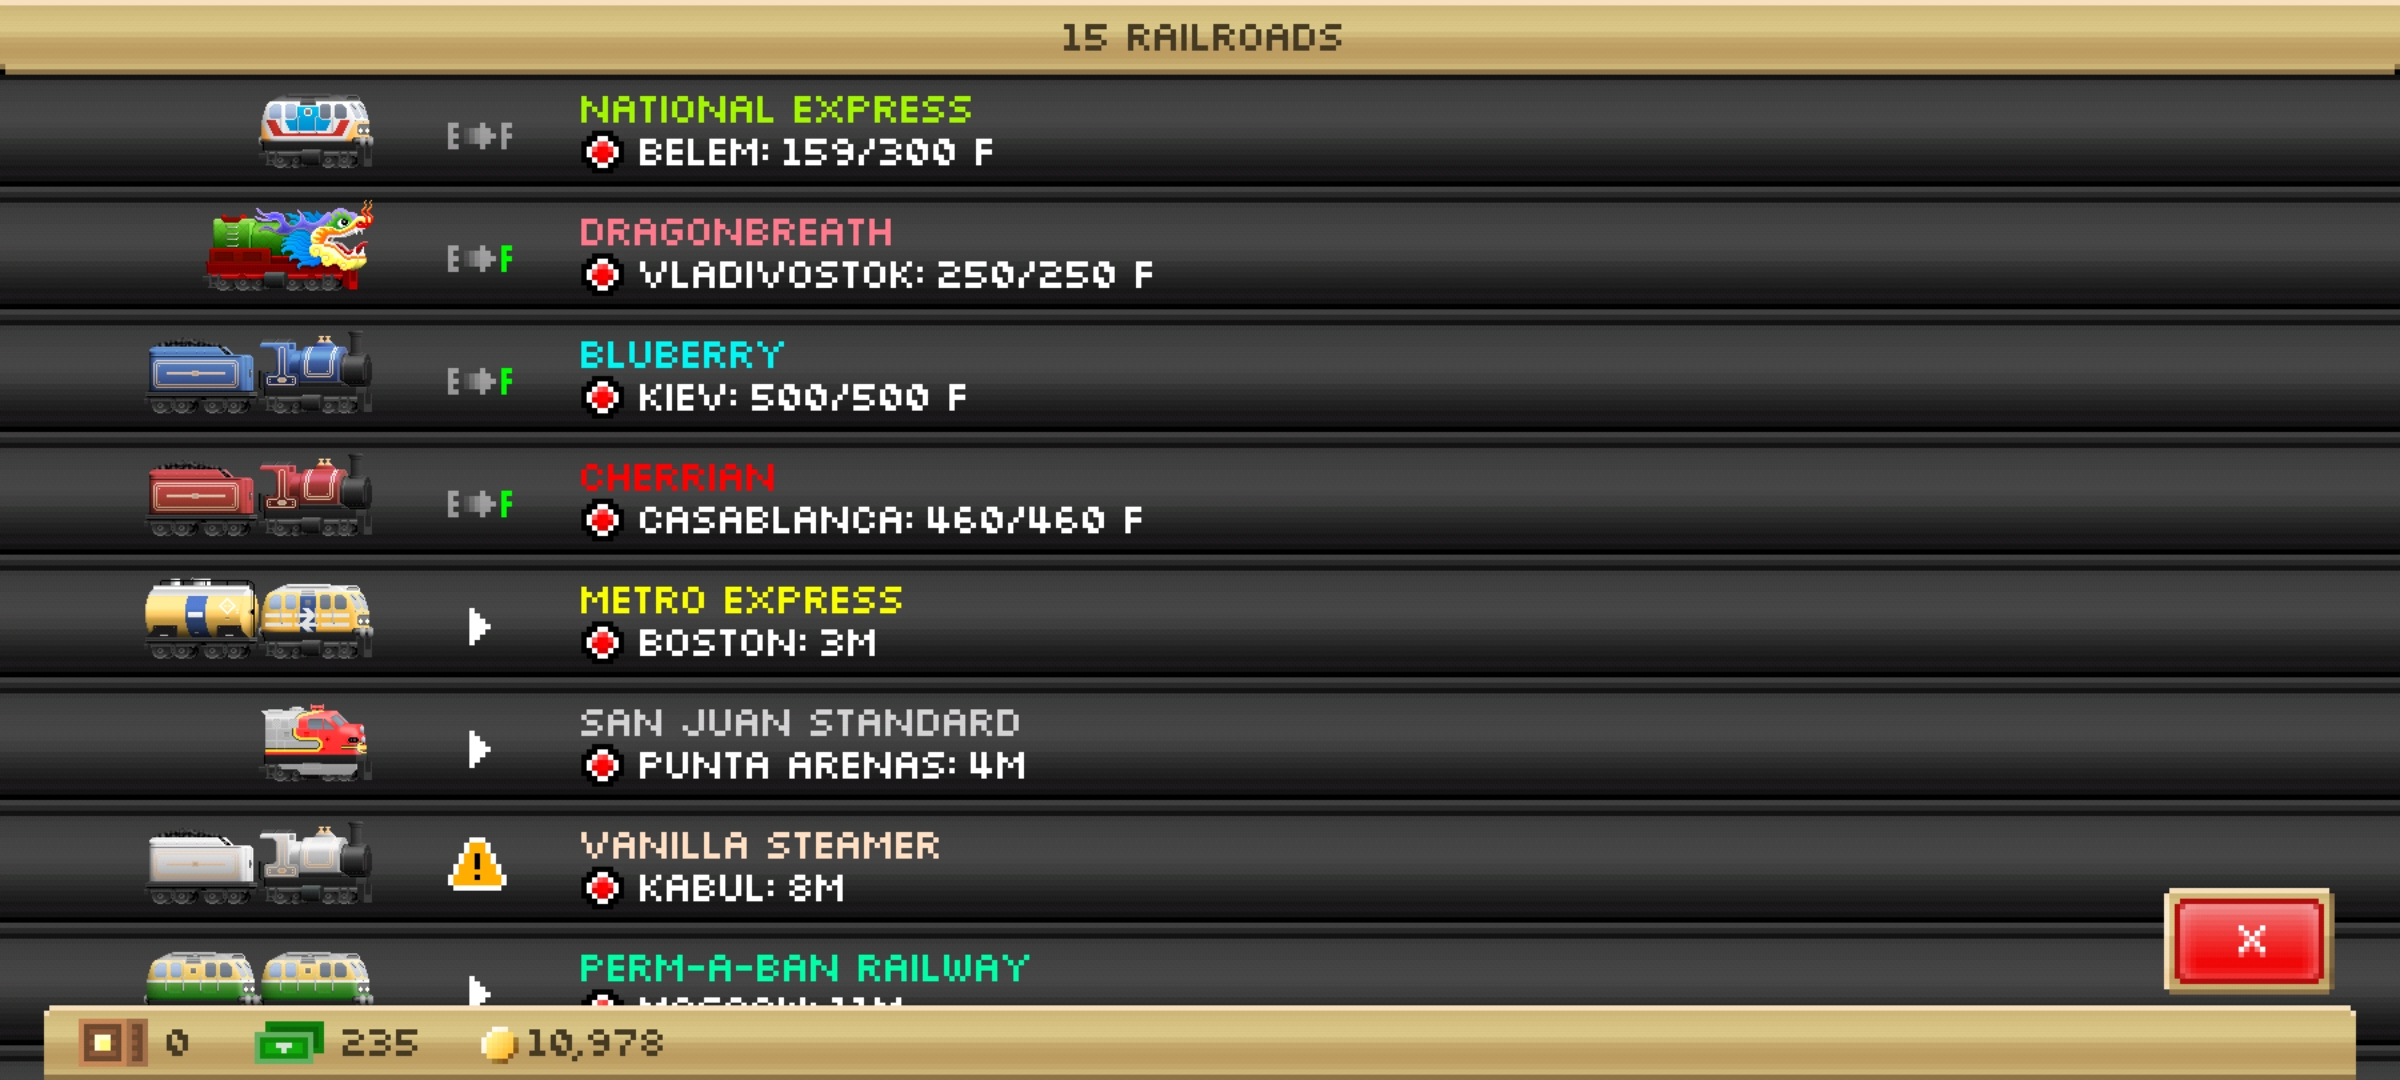 15 RAILROADS
NATIONAL EXPRESS
E F
BELEM: 159/300 F
DRAGONBREATH
E F
VLADIVOSTOK: 250/250 F
BLUBERRY
E F
KIEV: 500/500 F
CHERRIAN
E F
CASABLANCA: 460/460 F
METRO EXPRESS
BOSTON: 3M
SAN JUAN STANDARD
PUNTA ARENAS: 4M
VANILLA STEAMER
!
KABUL: 8M
PERM-A-BAN RAILWAY
X
0 235 10,978